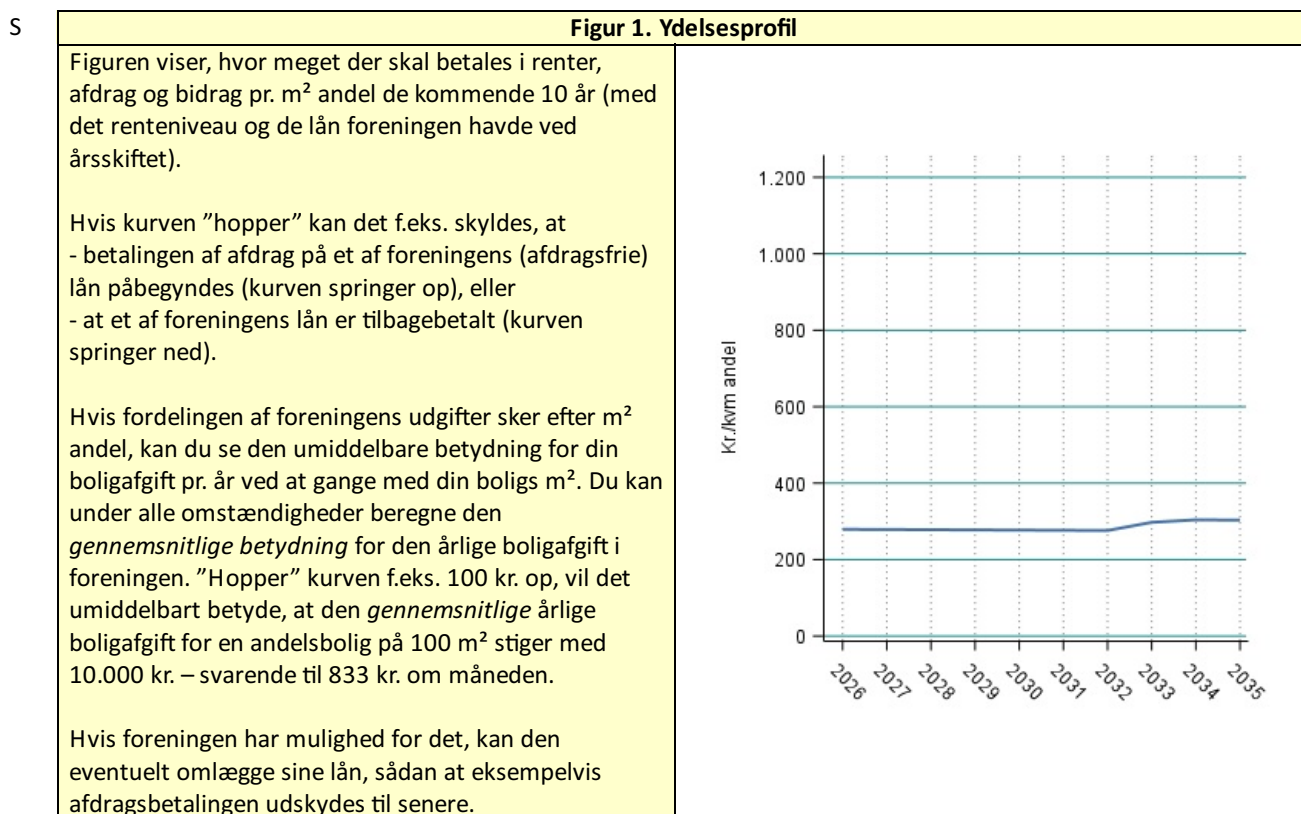 S
Figur 1. Ydelsesprofil
Figuren viser, hvor meget der skal betales i renter,
afdrag og bidrag pr. m² andel de kommende 10 år (med
det renteniveau og de lån foreningen havde ved
årsskiftet).
Hvis kurven ”hopper” kan det f.eks. skyldes, at
- betalingen af afdrag på et af foreningens (afdragsfrie)
lån påbegyndes (kurven springer op), eller
- at et af foreningens lån er tilbagebetalt (kurven
springer ned).
Hvis fordelingen af foreningens udgifter sker efter m²
andel, kan du se den umiddelbare betydning for din
boligafgift pr. år ved at gange med din boligs m². Du kan
under alle omstændigheder beregne den
gennemsnitlige betydning for den årlige boligafgift i
foreningen. ”Hopper” kurven f.eks. 100 kr. op, vil det
umiddelbart betyde, at den gennemsnitlige årlige
boligafgift for en andelsbolig på 100 m² stiger med
10.000 kr. – svarende til 833 kr. om måneden.
Hvis foreningen har mulighed for det, kan den
eventuelt omlægge sine lån, sådan at eksempelvis
afdragsbetalingen udskydes til senere.
Kr./kvm andel
1.200
1.000
800
600
400
200
0
2026
2027
2028
2029
2030
2031
2032
2033
2034
2035